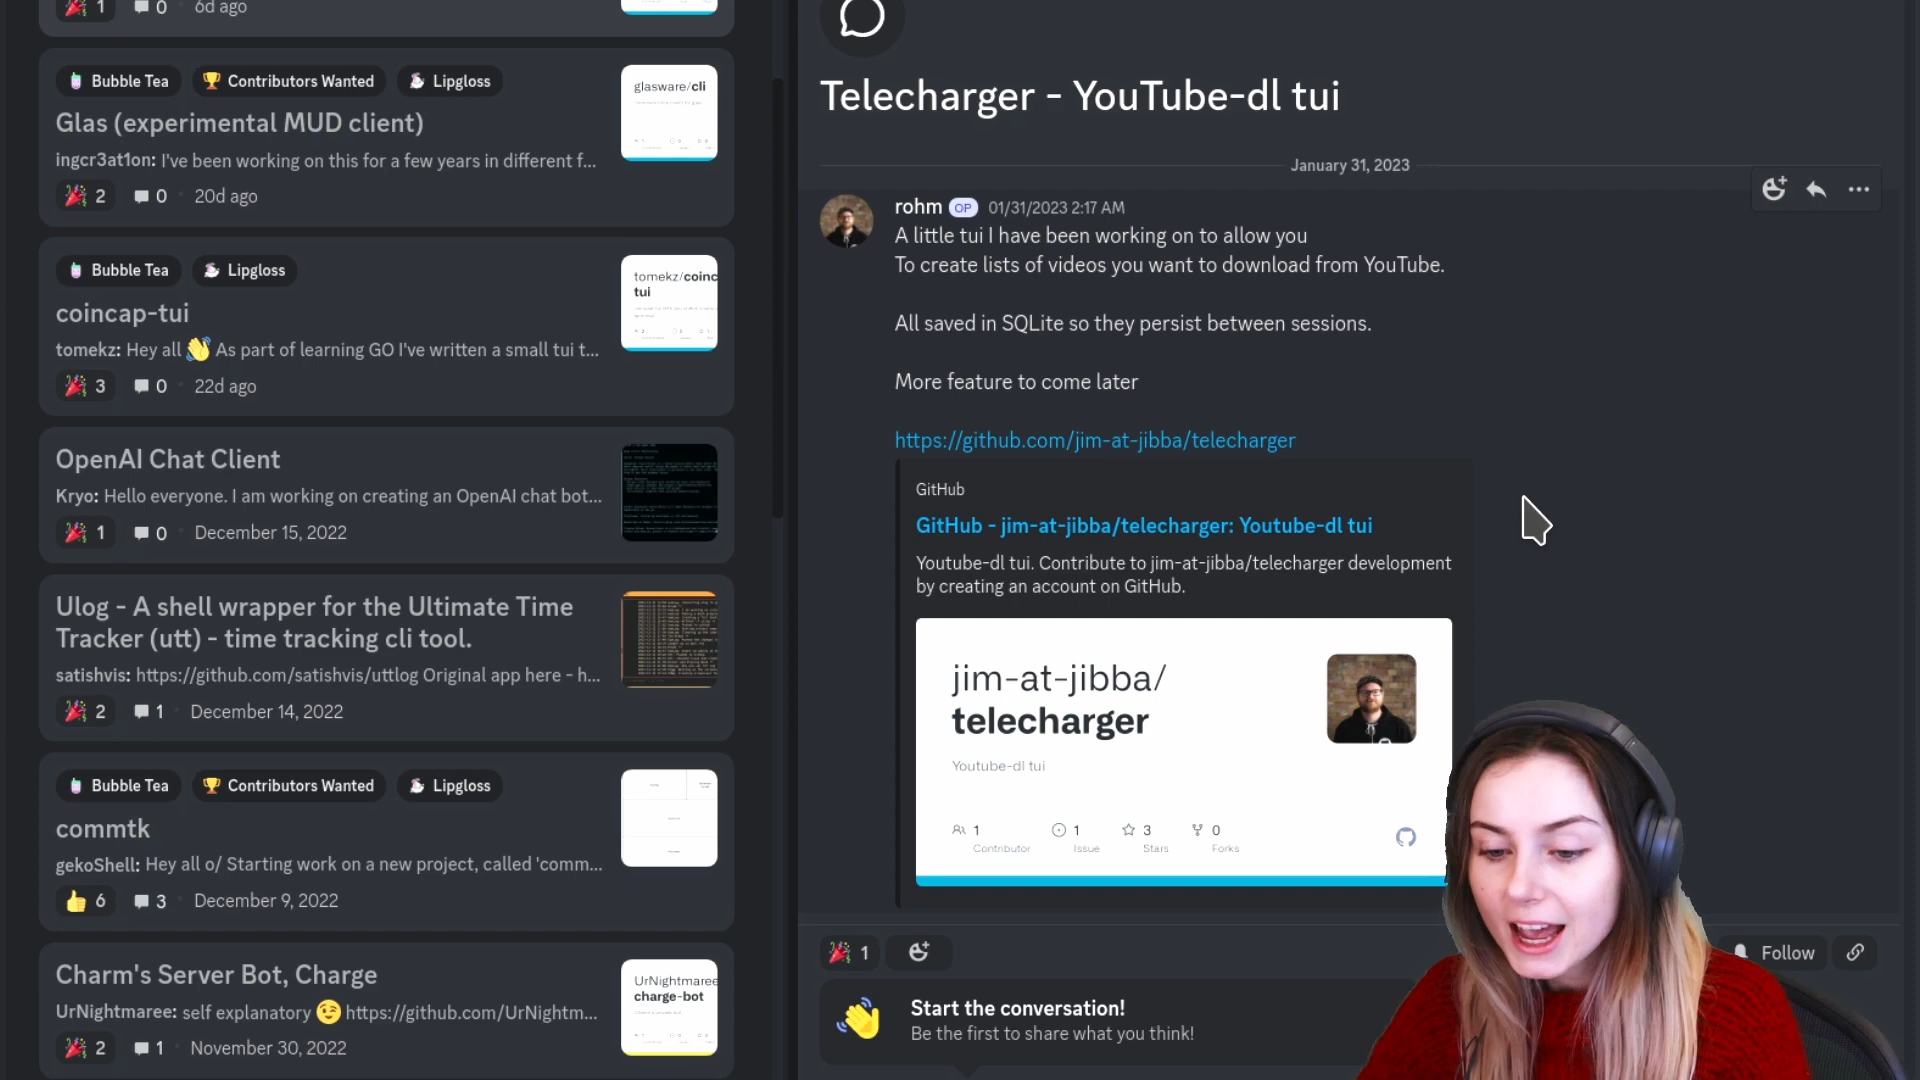 1 0 6d ago
Bubble Tea Contributors Wanted Lipgloss
Glas (experimental MUD client)
ingcr3at1on: I've been working on this for a few years in different f...
2 0 · 20d ago
glasware/cli
Bubble Tea Lipgloss
coincap-tui
tomekz: Hey all 👋 As part of learning GO I've written a small tui t...
3 0 · 22d ago
tomekz/coinc
tui
OpenAI Chat Client
Kryo: Hello everyone. I am working on creating an OpenAI chat bot...
1 0 · December 15, 2022
Ulog - A shell wrapper for the Ultimate Time
Tracker (utt) - time tracking cli tool.
satishvis: https://github.com/satishvis/uttlog Original app here - h...
2 1 · December 14, 2022
Bubble Tea Contributors Wanted Lipgloss
commtk
gekoShell: Hey all o/ Starting work on a new project, called 'comm...
6 3 · December 9, 2022
Charm's Server Bot, Charge
UrNightmaree: self explanatory 😉 https://github.com/UrNightm...
2 1 · November 30, 2022
UrNightmaree
charge-bot
Telecharger - YouTube-dl tui
January 31, 2023
rohm OP 01/31/2023 2:17 AM
A little tui I have been working on to allow you
To create lists of videos you want to download from YouTube.
All saved in SQLite so they persist between sessions.
More feature to come later
https://github.com/jim-at-jibba/telecharger
GitHub
GitHub - jim-at-jibba/telecharger: Youtube-dl tui
Youtube-dl tui. Contribute to jim-at-jibba/telecharger development
by creating an account on GitHub.
jim-at-jibba/
telecharger
Youtube-dl tui
1 1 3 0
Contributor Issue Stars Forks
1 Follow
Start the conversation!
Be the first to share what you think!